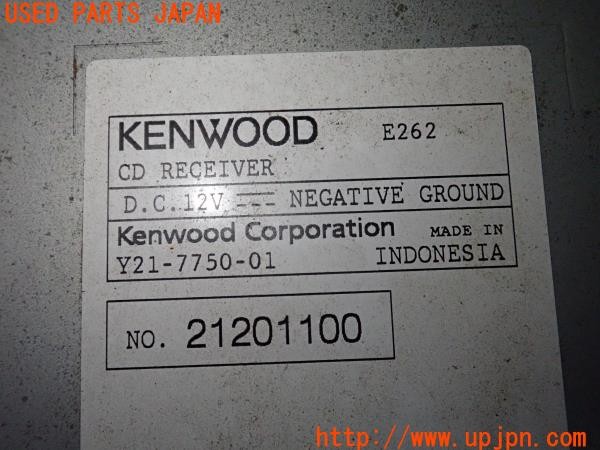 USED PARTS JAPAN
KENWOOD E262
CD RECEIVER
D.C.12V NEGATIVE GROUND
Kenwood Corporation MADE IN
Y21-7750-01 INDONESIA
NO. 21201100
http://www.upjpn.com/